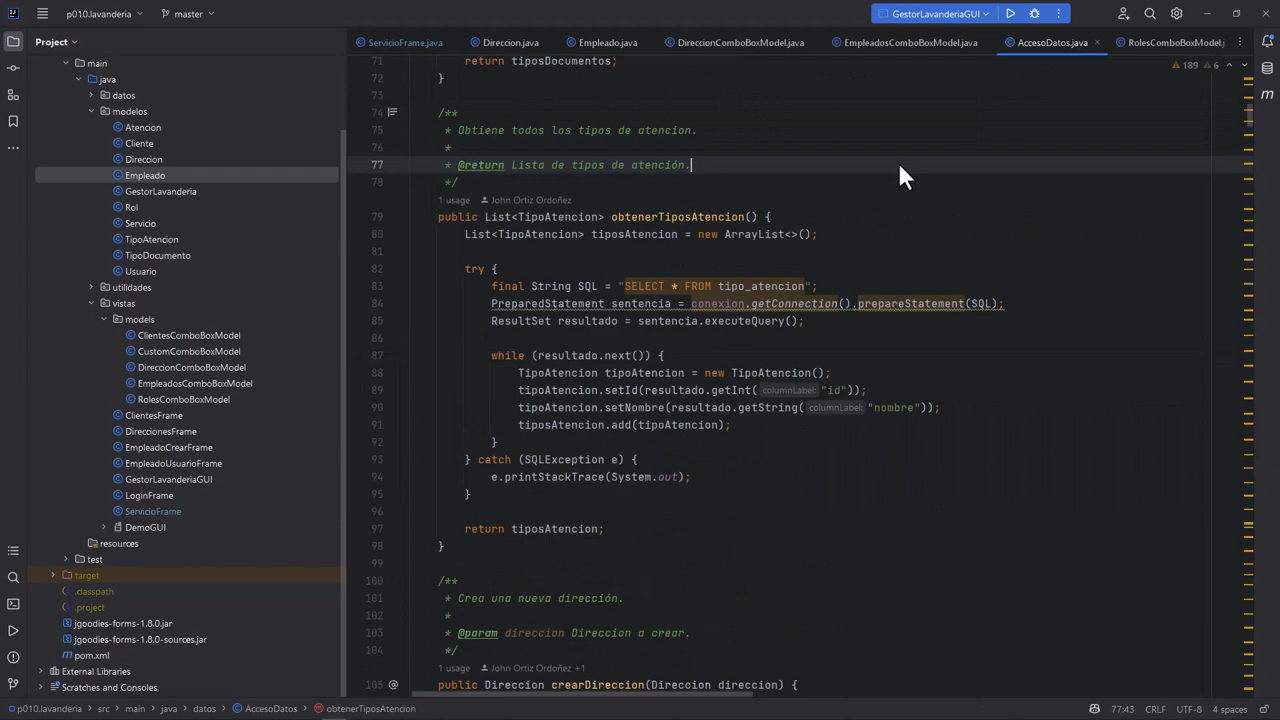 p010.lavanderia
master
GestorLavanderiaGUI
Project
ServicioFrame.java
Direccion.java
Empleado.java
DireccionComboBoxModel.java
EmpleadosComboBoxModel.java
AccesoDatos.java
RolesComboBoxModel.j
main
java
datos
modelos
Atencion
Cliente
Direccion
Empleado
GestorLavanderia
Rol
Servicio
TipoAtencion
TipoDocumento
Usuario
utilidades
vistas
models
ClientesComboBoxModel
CustomComboBoxModel
DireccionComboBoxModel
EmpleadosComboBoxModel
RolesComboBoxModel
ClientesFrame
DireccionesFrame
EmpleadoCrearFrame
EmpleadoUsuarioFrame
GestorLavanderiaGUI
LoginFrame
ServicioFrame
DemoGUI
resources
test
target
.classpath
.project
jgoodies-forms-1.8.0.jar
jgoodies-forms-1.8.0-sources.jar
pom.xml
External Libraries
Scratches and Consoles
189 6
71 return tiposDocumentos;
72 }
73
74 /**
75 * Obtiene todos los tipos de atencion.
76 *
77 * @return Lista de tipos de atención.
78 */
1 usage John Ortiz Ordoñez
79 public List<TipoAtencion> obtenerTiposAtencion() {
80 List<TipoAtencion> tiposAtencion = new ArrayList<>();
81
82 try {
83 final String SQL = "SELECT * FROM tipo_atencion";
84 PreparedStatement sentencia = conexion.getConnection().prepareStatement(SQL);
85 ResultSet resultado = sentencia.executeQuery();
86
87 while (resultado.next()) {
88 TipoAtencion tipoAtencion = new TipoAtencion();
89 tipoAtencion.setId(resultado.getInt( columnLabel: "id"));
90 tipoAtencion.setNombre(resultado.getString( columnLabel: "nombre"));
91 tiposAtencion.add(tipoAtencion);
92 }
93 } catch (SQLException e) {
94 e.printStackTrace(System.out);
95 }
96
97 return tiposAtencion;
98 }
99
100 /**
101 * Crea una nueva dirección.
102 *
103 * @param direccion Direccion a crear.
104 */
1 usage John Ortiz Ordoñez +1
105 public Direccion crearDireccion(Direccion direccion) {
p010.lavanderia > src > main > java > datos > AccesoDatos > obtenerTiposAtencion
77:43 CRLF UTF-8 4 spaces